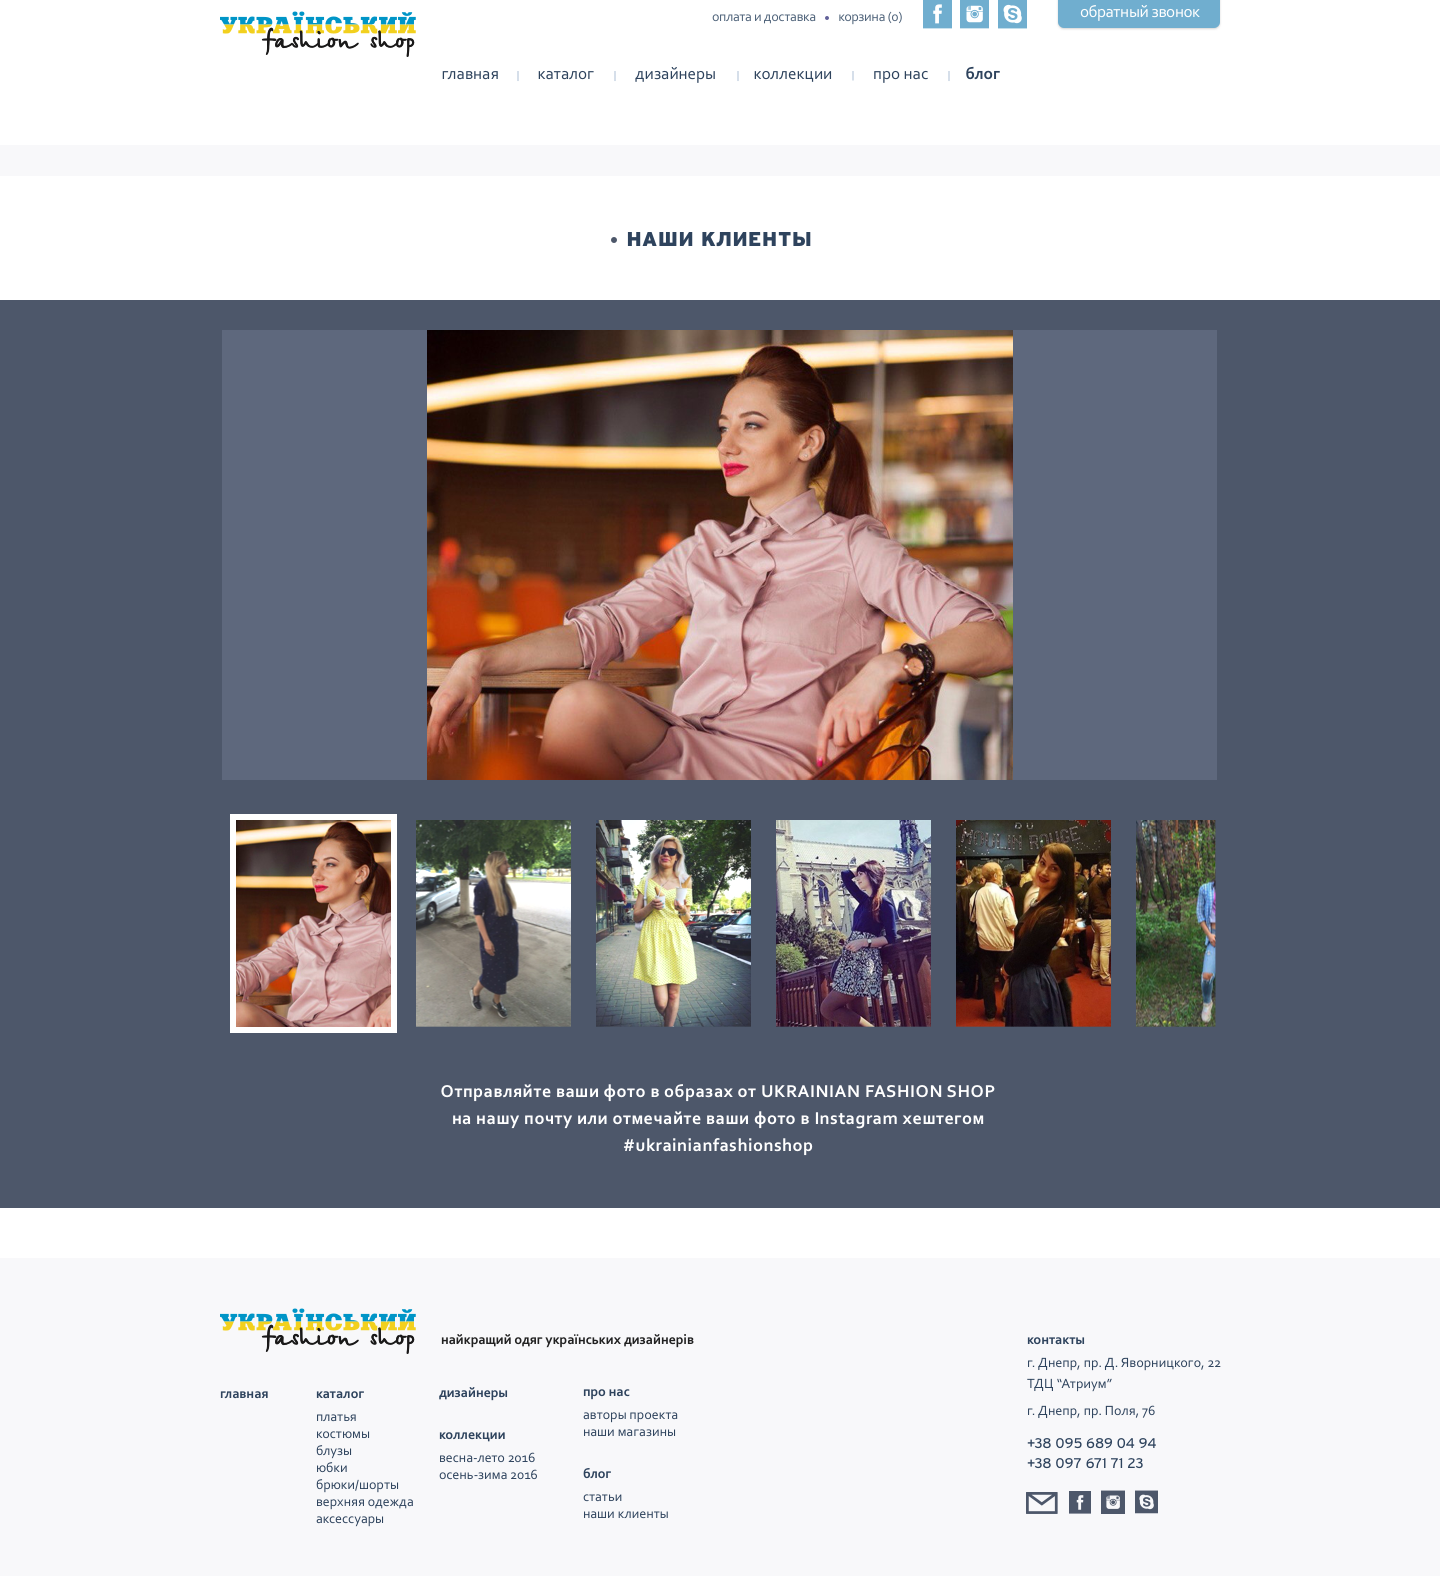 УКРАЇНСЬКИЙ
fashion shop
оплата и доставка • корзина (0)
обратный звонок
главная | каталог | дизайнеры | коллекции | про нас | блог
• НАШИ КЛИЕНТЫ
MOULIN ROUGE
Отправляйте ваши фото в образах от UKRAINIAN FASHION SHOP
на нашу почту или отмечайте ваши фото в Instagram хештегом
#ukrainianfashionshop
УКРАЇНСЬКИЙ
fashion shop
найкращий одяг українських дизайнерів
главная
каталог
платья
костюмы
блузы
юбки
брюки/шорты
верхняя одежда
аксессуары
дизайнеры
коллекции
весна-лето 2016
осень-зима 2016
про нас
авторы проекта
наши магазины
блог
статьи
наши клиенты
контакты
г. Днепр, пр. Д. Яворницкого, 22
ТДЦ “Атриум”
г. Днепр, пр. Поля, 76
+38 095 689 04 94
+38 097 671 71 23